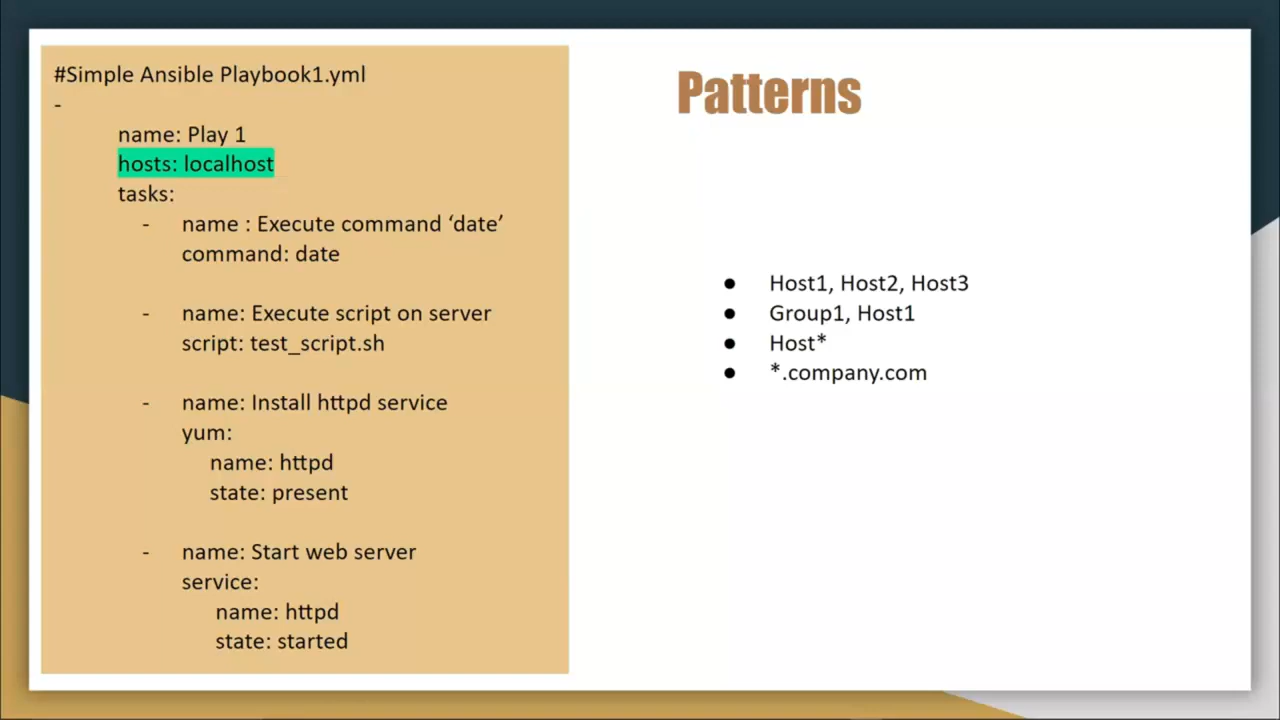 #Simple Ansible Playbook1.yml
-
name: Play 1
hosts: localhost
tasks:
- name : Execute command ‘date’
command: date
- name: Execute script on server
script: test_script.sh
- name: Install httpd service
yum:
name: httpd
state: present
- name: Start web server
service:
name: httpd
state: started
Patterns
● Host1, Host2, Host3
● Group1, Host1
● Host*
● *.company.com